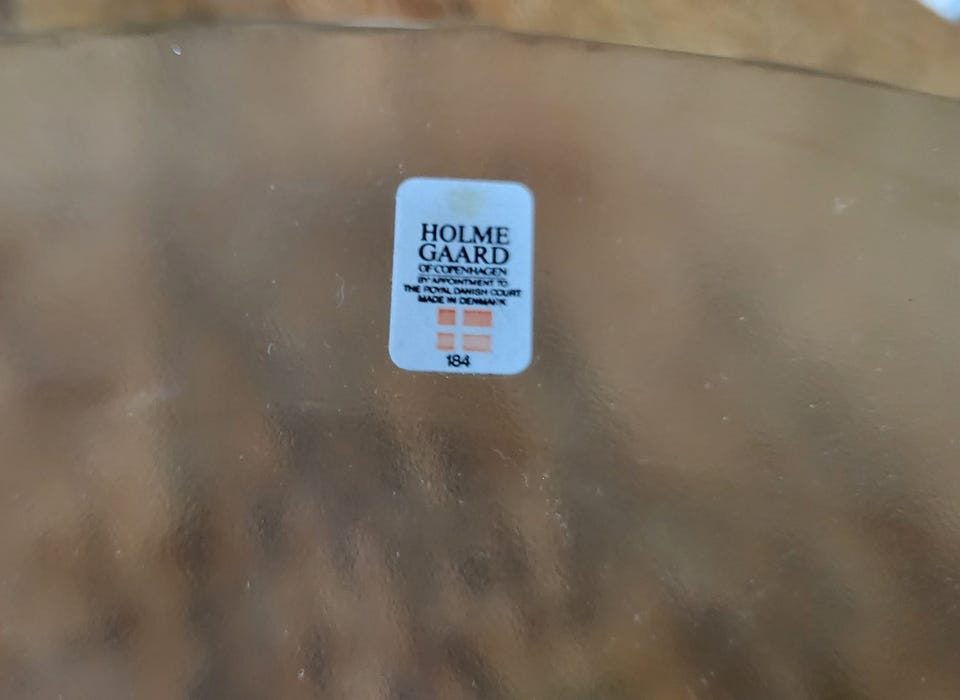 HOLME
GAARD
OF COPENHAGEN
BY APPOINTMENT TO
THE ROYAL DANISH COURT
MADE IN DENMARK
184